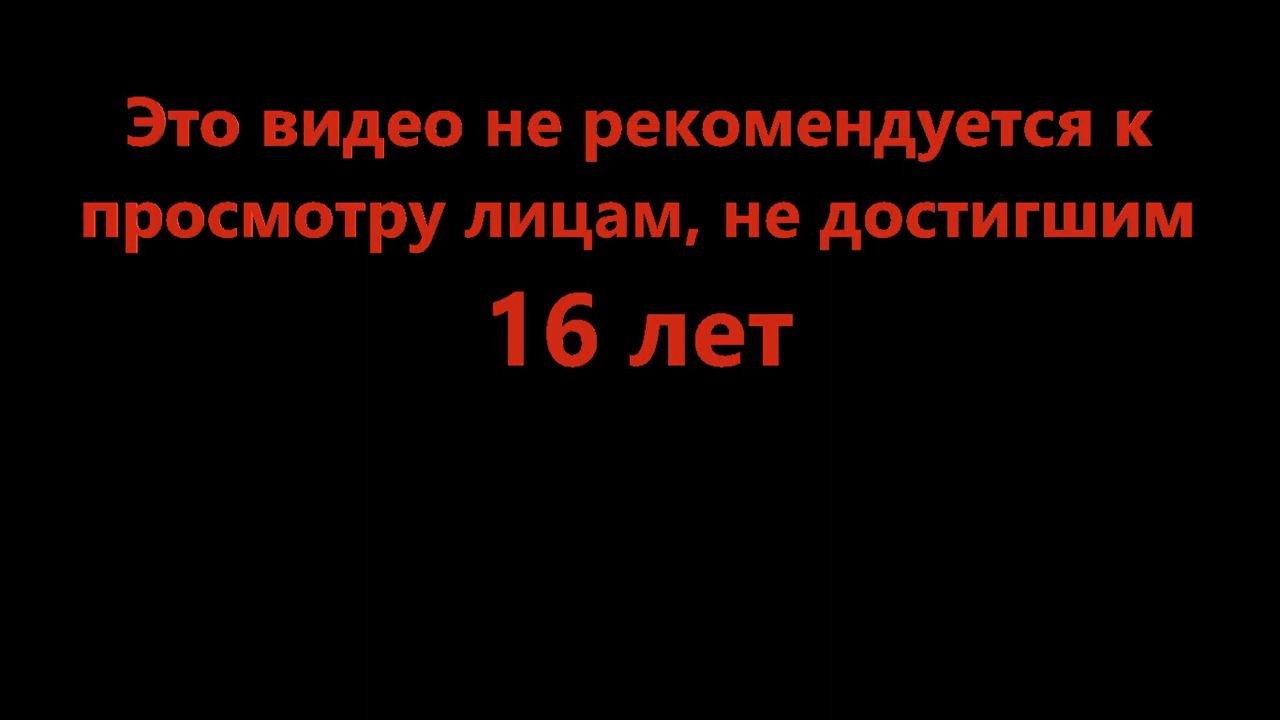 Это видео не рекомендуется к
просмотру лицам, не достигшим
16 лет